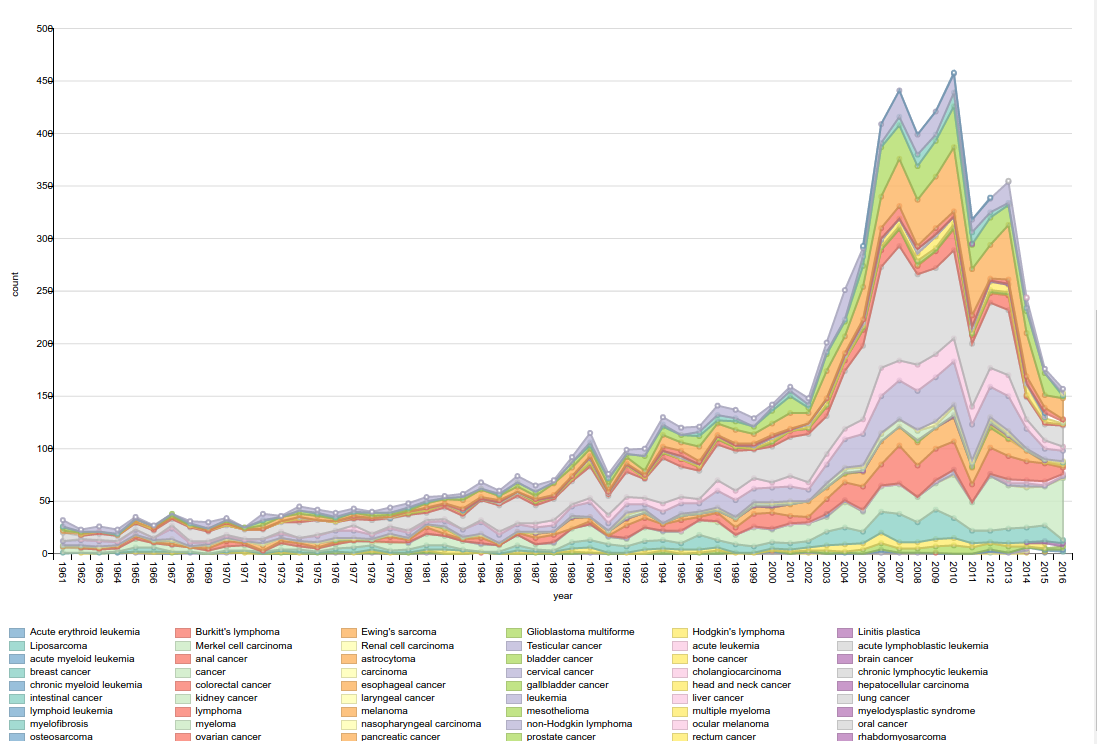 500
450
400
350
300
250
200
150
100
50
0
count
1961 1962 1963 1964 1965 1966 1967 1968 1969 1970 1971 1972 1973 1974 1975 1976 1977 1978 1979 1980 1981 1982 1983 1984 1985 1986 1987 1988 1989 1990 1991 1992 1993 1994 1995 1996 1997 1998 1999 2000 2001 2002 2003 2004 2005 2006 2007 2008 2009 2010 2011 2012 2013 2014 2015 2016
year
Acute erythroid leukemia Burkitt's lymphoma Ewing's sarcoma Glioblastoma multiforme Hodgkin's lymphoma Linitis plastica
Liposarcoma Merkel cell carcinoma Renal cell carcinoma Testicular cancer acute leukemia acute lymphoblastic leukemia
acute myeloid leukemia anal cancer astrocytoma bladder cancer bone cancer brain cancer
breast cancer cancer carcinoma cervical cancer cholangiocarcinoma chronic lymphocytic leukemia
chronic myeloid leukemia colorectal cancer esophageal cancer gallbladder cancer head and neck cancer hepatocellular carcinoma
intestinal cancer kidney cancer laryngeal cancer leukemia liver cancer lung cancer
lymphoid leukemia lymphoma melanoma mesothelioma multiple myeloma myelodysplastic syndrome
myelofibrosis myeloma nasopharyngeal carcinoma non-Hodgkin lymphoma ocular melanoma oral cancer
osteosarcoma ovarian cancer pancreatic cancer prostate cancer rectum cancer rhabdomyosarcoma